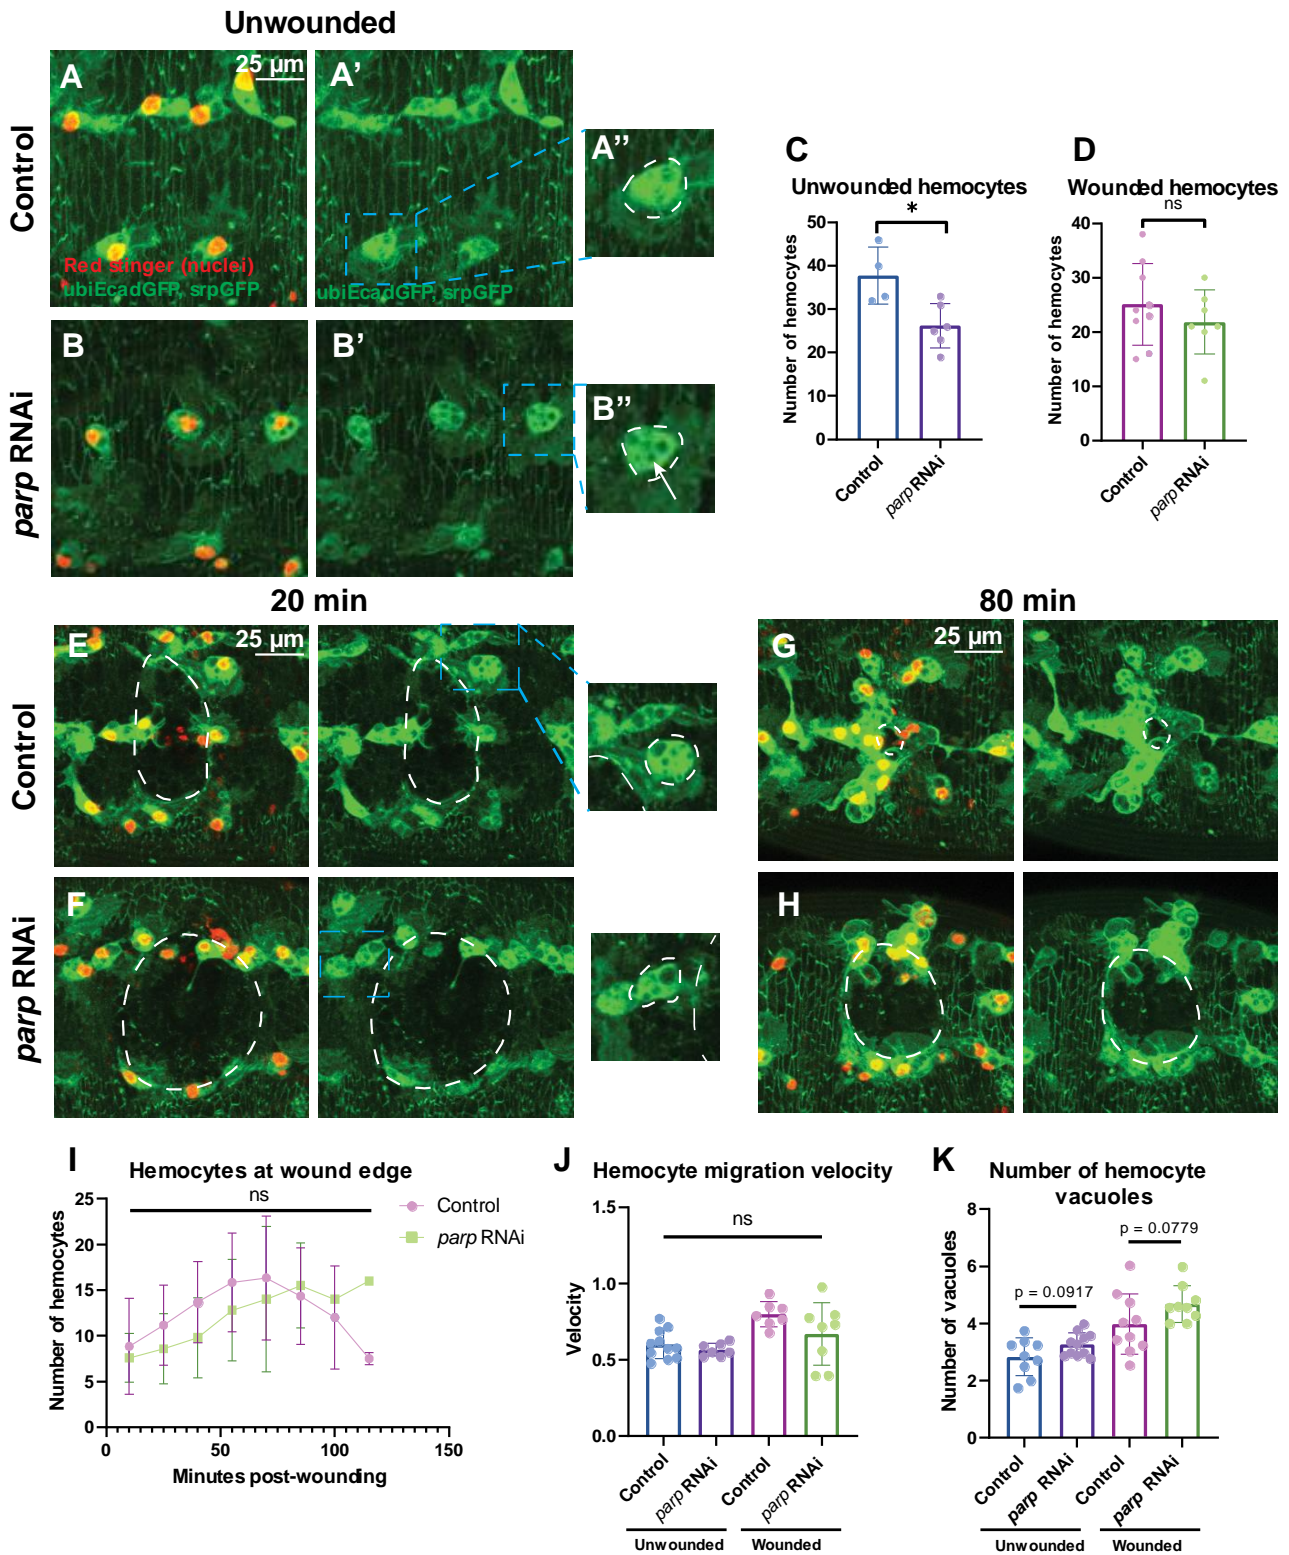 Unwounded
Control
A
25 µm
Red stinger (nuclei)
ubiEcadGFP, srpGFP
A’
ubiEcadGFP, srpGFP
A’’
parp RNAi
B
B’
B’’
C
Unwounded hemocytes
*
Number of hemocytes
50
40
30
20
10
0
Control
parp RNAi
D
Wounded hemocytes
ns
Number of hemocytes
40
30
20
10
0
Control
parp RNAi
20 min
80 min
Control
E
25 µm
G
25 µm
parp RNAi
F
H
I
Hemocytes at wound edge
ns
Number of hemocytes
25
20
15
10
5
0
0
50
100
150
Minutes post-wounding
Control
parp RNAi
J
Hemocyte migration velocity
ns
Velocity
1.5
1.0
0.5
0.0
Control
parp RNAi
Control
parp RNAi
Unwounded
Wounded
K
Number of hemocyte
vacuoles
p = 0.0779
p = 0.0917
Number of vacuoles
8
6
4
2
0
Control
parp RNAi
Control
parp RNAi
Unwounded
Wounded